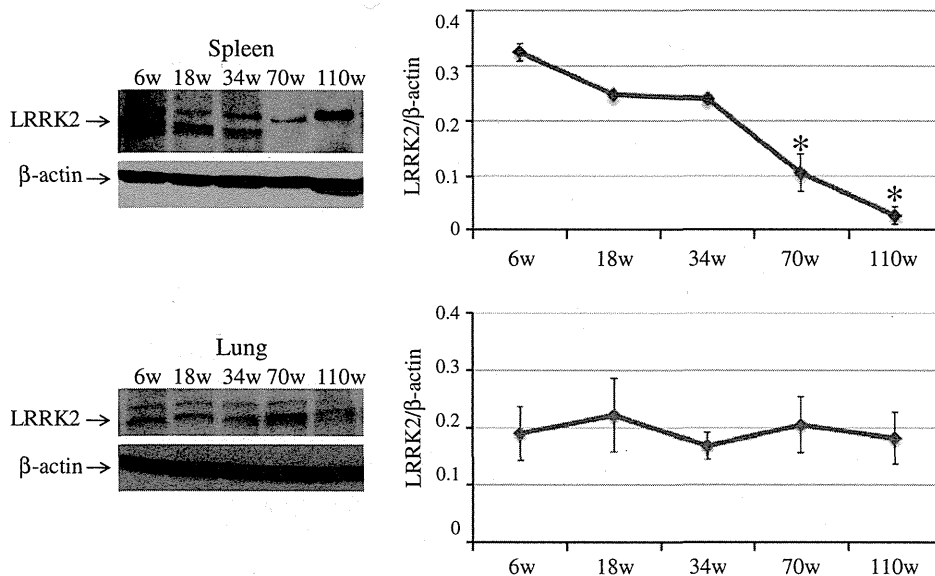 Spleen
6w 18w 34w 70w 110w
LRRK2
β-actin
LRRK2/β-actin
0.4
0.3
0.2
0.1
0
*
*
6w 18w 34w 70w 110w
Lung
6w 18w 34w 70w 110w
LRRK2
β-actin
LRRK2/β-actin
0.4
0.3
0.2
0.1
0
6w 18w 34w 70w 110w